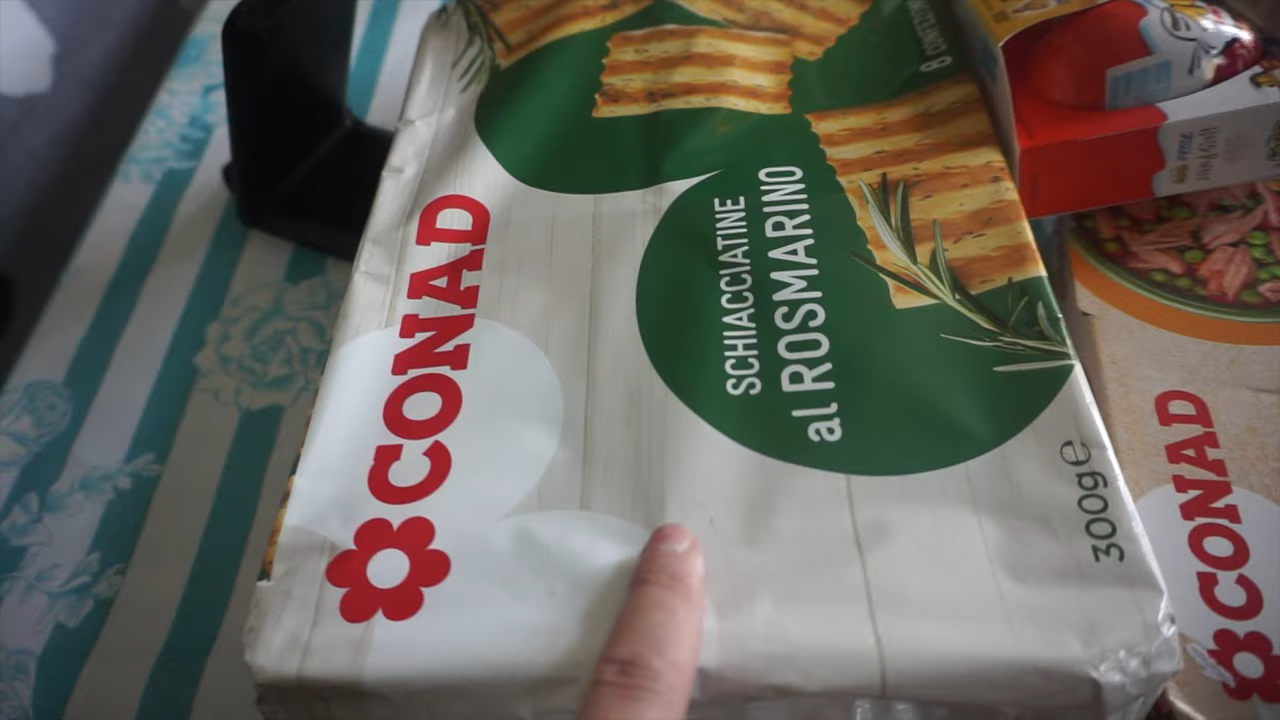 CONAD
SCHIACCIATINE
al ROSMARINO
300g e
CONAD